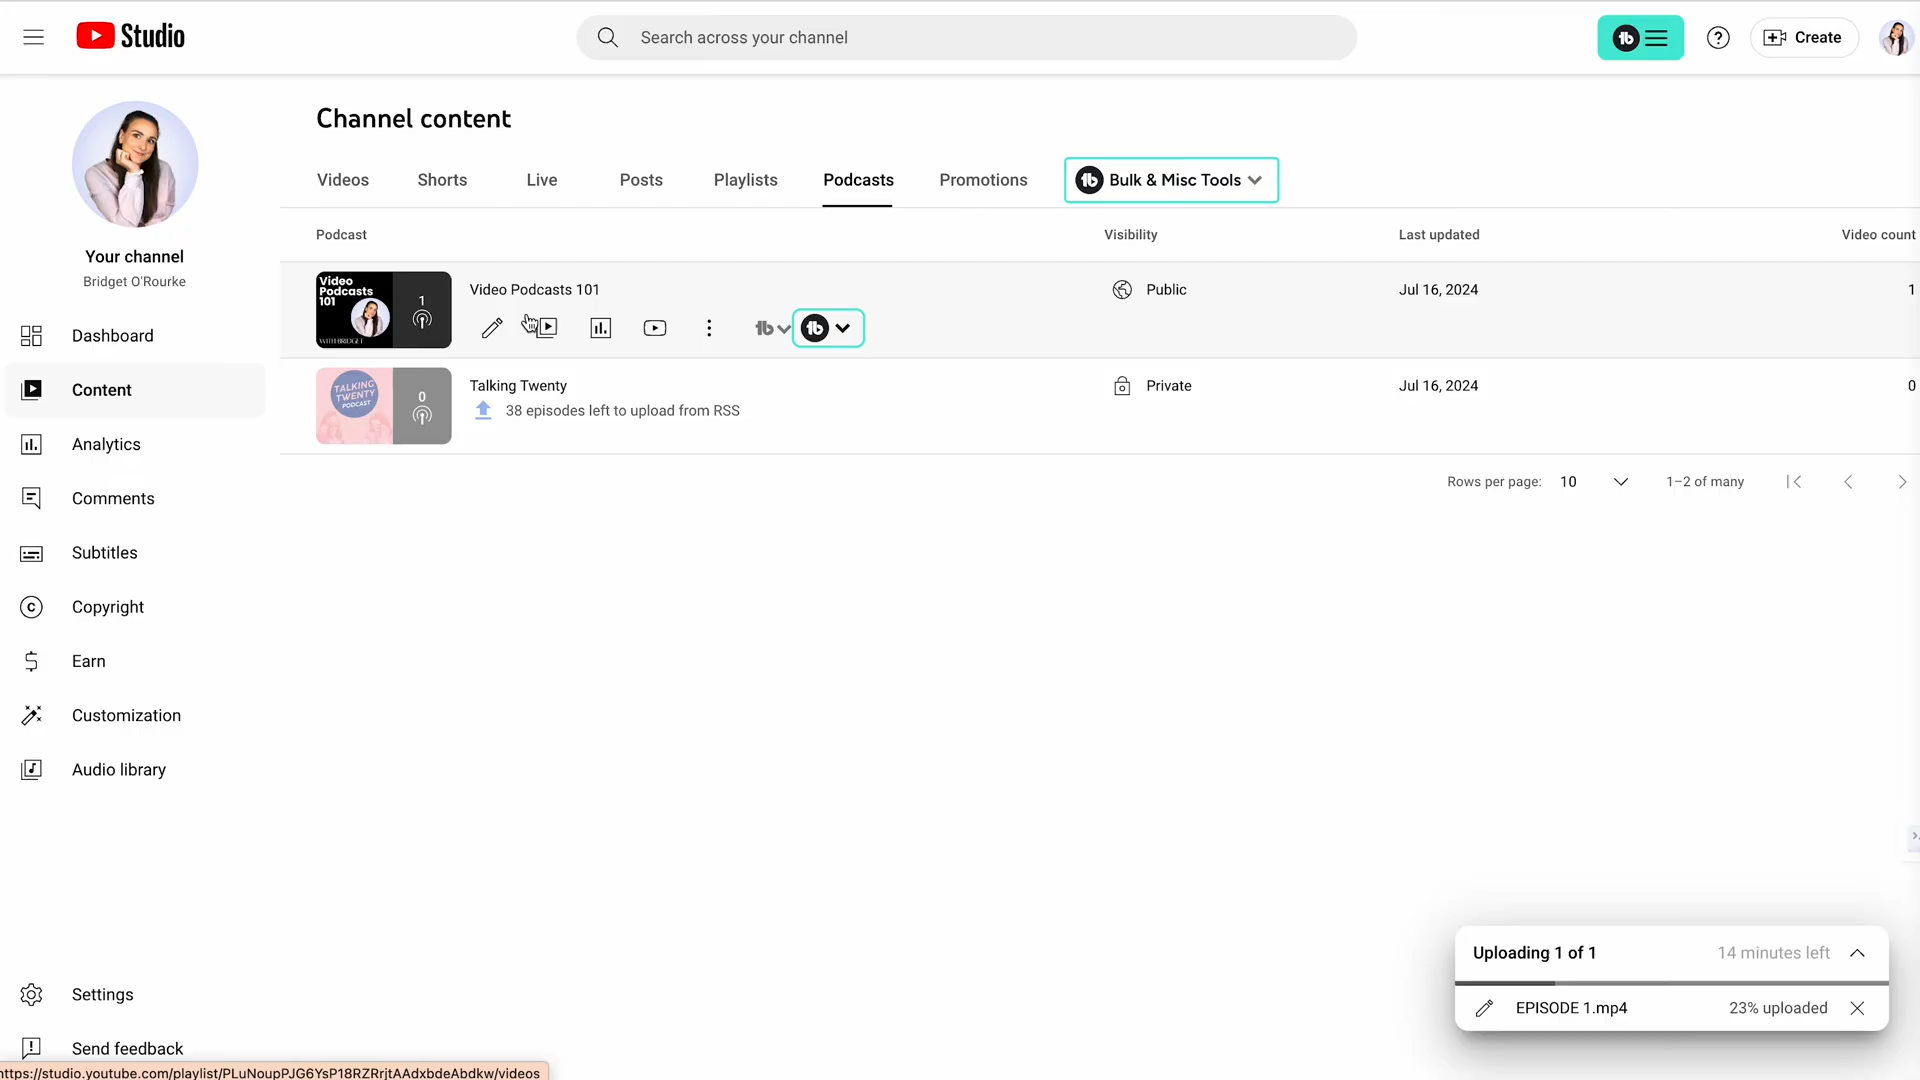 Studio
Search across your channel
Create
Channel content
Videos
Shorts
Live
Posts
Playlists
Podcasts
Promotions
Bulk & Misc Tools
Your channel
Bridget O'Rourke
Dashboard
Content
Analytics
Comments
Subtitles
Copyright
Earn
Customization
Audio library
Settings
Send feedback
Podcast
Visibility
Last updated
Video count
Video
Podcasts
101
WITH BRIDGET
1
Video Podcasts 101
Public
Jul 16, 2024
1
TALKING
TWENTY
PODCAST
0
Talking Twenty
38 episodes left to upload from RSS
Private
Jul 16, 2024
0
Rows per page: 10
1–2 of many
Uploading 1 of 1
14 minutes left
EPISODE 1.mp4
23% uploaded
https://studio.youtube.com/playlist/PLuNoupPJG6YsP18RZRrjtAAdxbdeAbdkw/videos